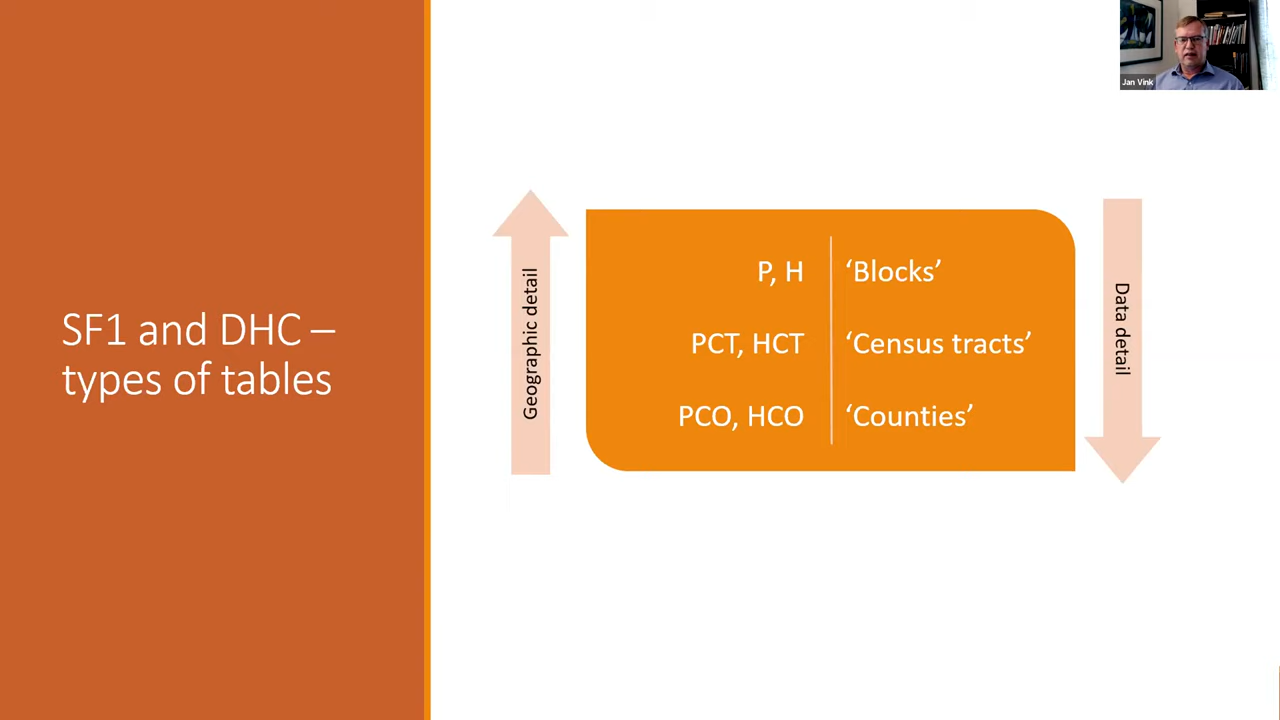 Jan Vink
SF1 and DHC –
types of tables
Geographic detail
P, H
‘Blocks’
PCT, HCT
‘Census tracts’
PCO, HCO
‘Counties’
Data detail